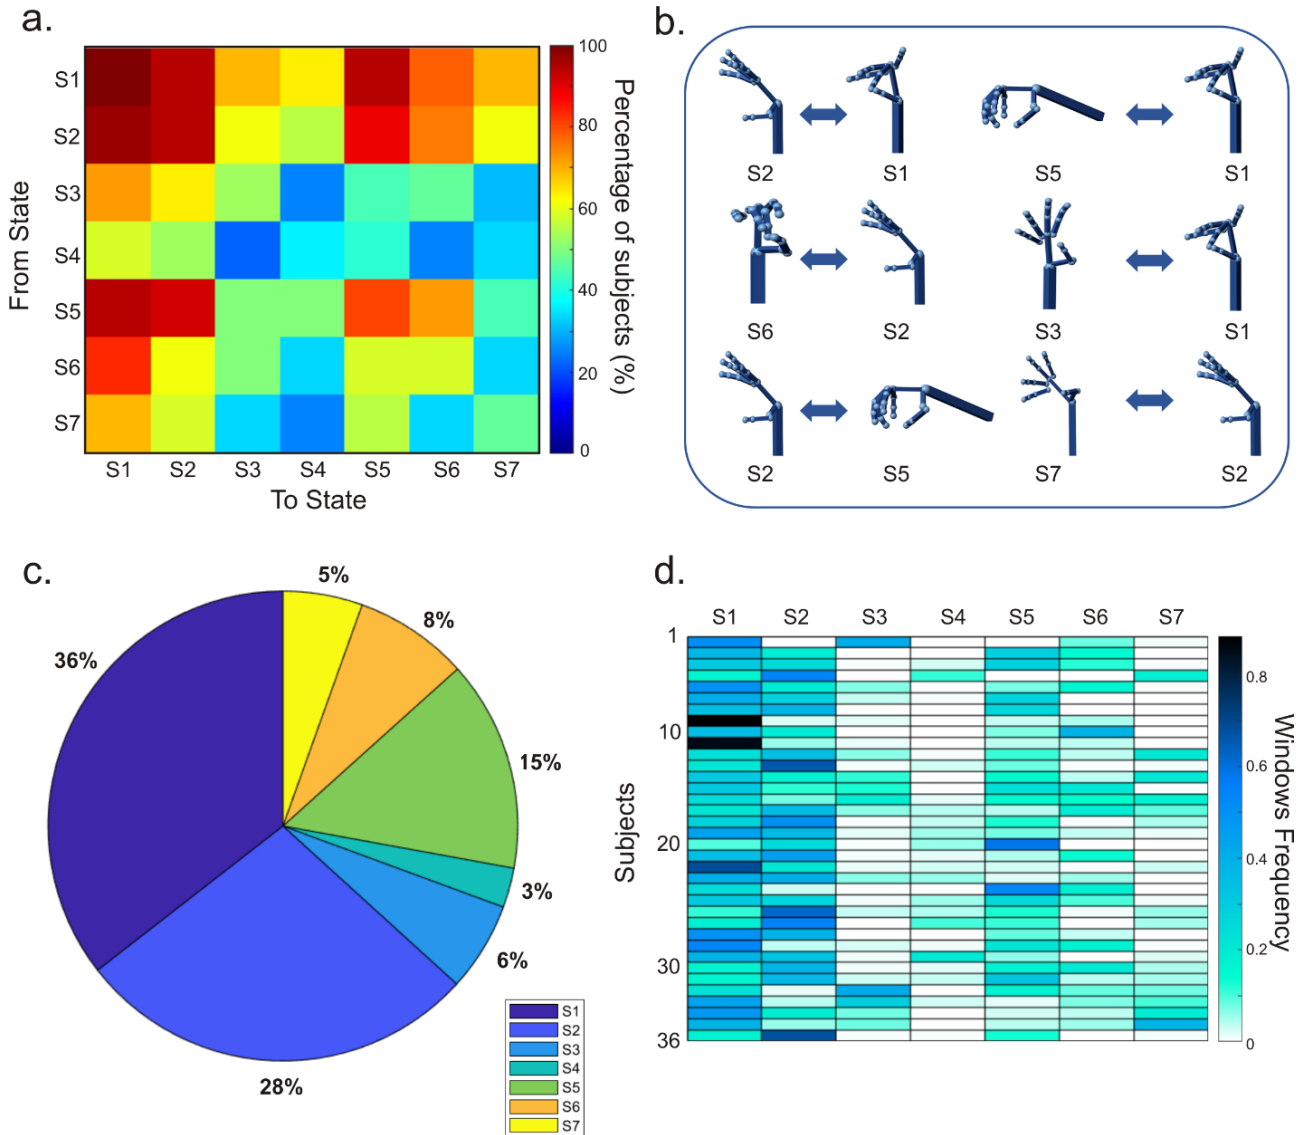 a.
S1
S2
S3
S4
S5
S6
S7
From State
S1 S2 S3 S4 S5 S6 S7
To State
100
80
60
40
20
0
Percentage of subjects (%)
b.
S2 S1 S5 S1
S6 S2 S3 S1
S2 S5 S7 S2
c.
5%
8%
36%
15%
3%
6%
28%
S1
S2
S3
S4
S5
S6
S7
d.
S1 S2 S3 S4 S5 S6 S7
1
10
20
30
36
Subjects
0.8
0.6
0.4
0.2
0
Windows Frequency